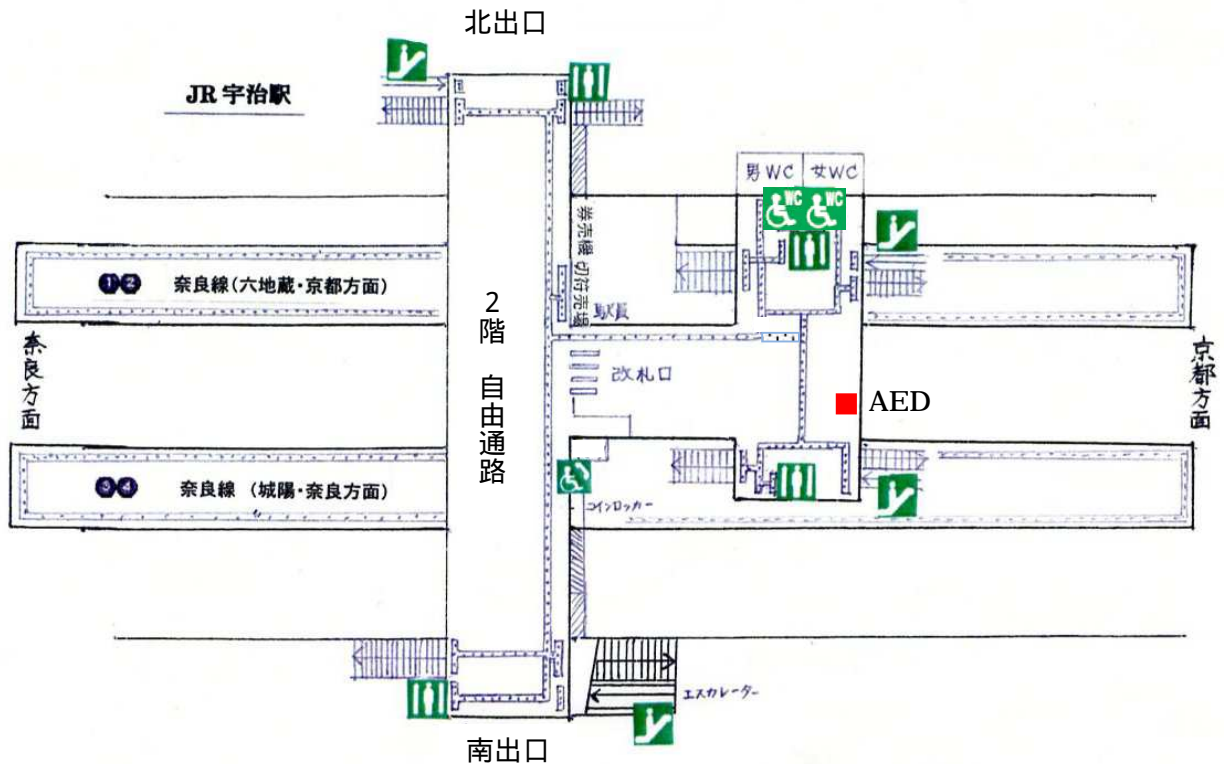 北出口
JR 宇治駅
男WC
女WC
WC
WC
券売機 切符売場
駅員
①② 奈良線(六地蔵・京都方面)
2階 自由通路
奈良方面
京都方面
改札口
AED
③④ 奈良線 (城陽・奈良方面)
コインロッカー
エスカレーター
南出口